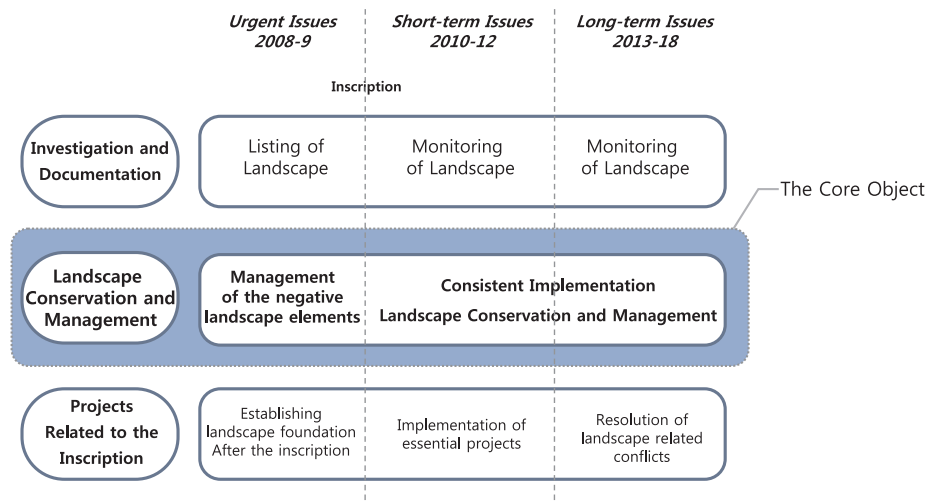 Urgent Issues
2008-9
Short-term Issues
2010-12
Long-term Issues
2013-18
Inscription
Investigation and
Documentation
Listing of
Landscape
Monitoring
of Landscape
Monitoring
of Landscape
The Core Object
Landscape
Conservation and
Management
Management
of the negative
landscape elements
Consistent Implementation
Landscape Conservation and Management
Projects
Related to the
Inscription
Establishing
landscape foundation
After the inscription
Implementation of
essential projects
Resolution of
landscape related
conflicts